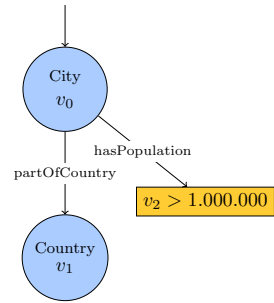 City
v₀
hasPopulation
partOfCountry
v₂ > 1.000.000
Country
v₁